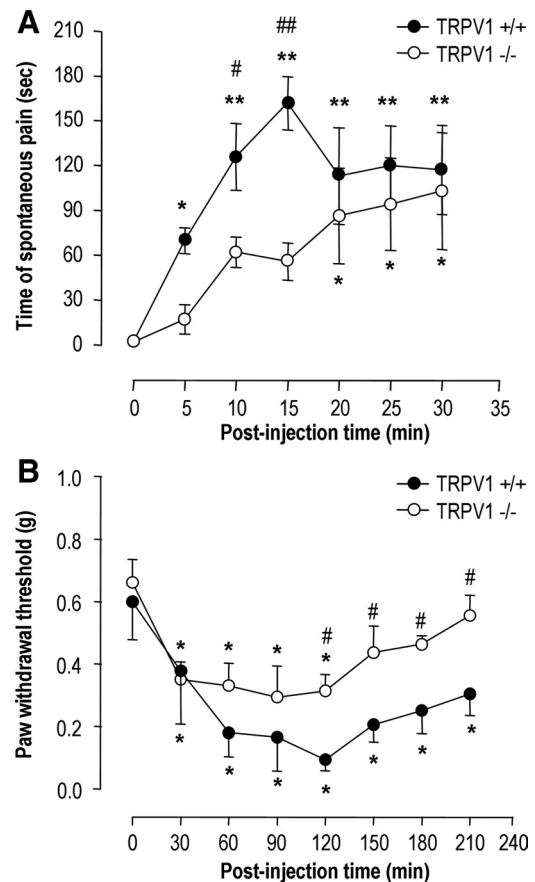 A
TRPV1 +/+
TRPV1 -/-
Time of spontaneous pain (sec)
210
180
150
120
90
60
30
0
#
##
**
**
**
**
**
*
*
*
*
0 5 10 15 20 25 30 35
Post-injection time (min)
B
TRPV1 +/+
TRPV1 -/-
Paw withdrawal threshold (g)
1.0
0.8
0.6
0.4
0.2
0.0
#
#
#
#
* * * *
* * * * * * *
0 30 60 90 120 150 180 210 240
Post-injection time (min)